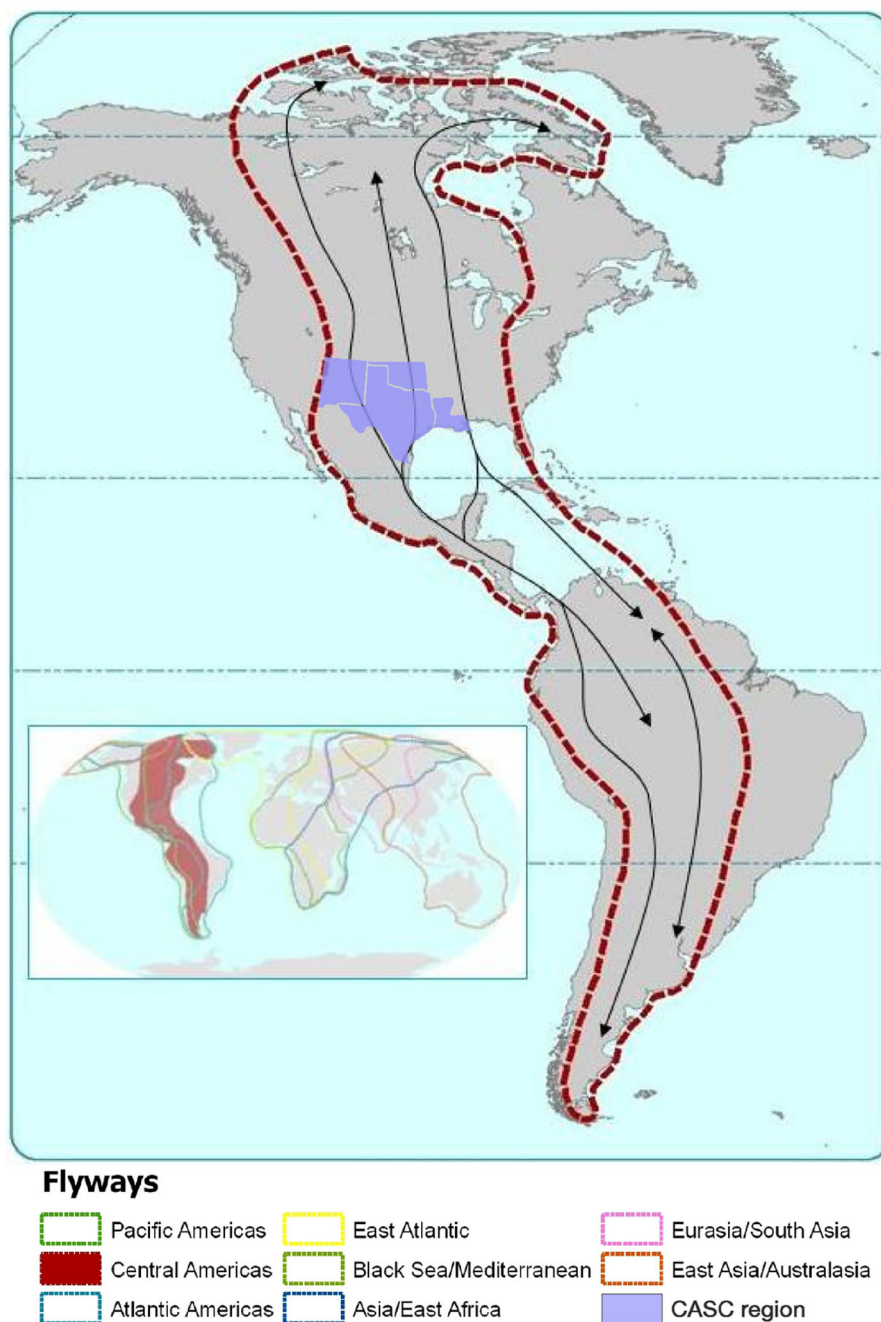 Flyways
Pacific Americas
East Atlantic
Eurasia/South Asia
Central Americas
Black Sea/Mediterranean
East Asia/Australasia
Atlantic Americas
Asia/East Africa
CASC region